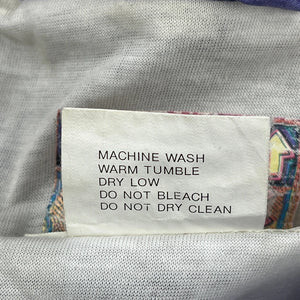 MACHINE WASH
WARM TUMBLE
DRY LOW
DO NOT BLEACH
DO NOT DRY CLEAN